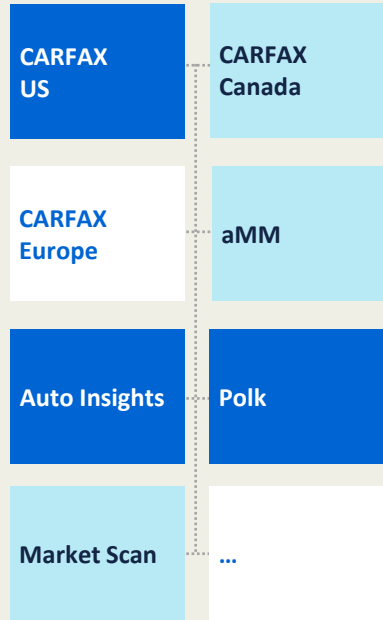 CARFAX
US
CARFAX
Canada
CARFAX
Europe
aMM
Auto Insights
Polk
Market Scan
...